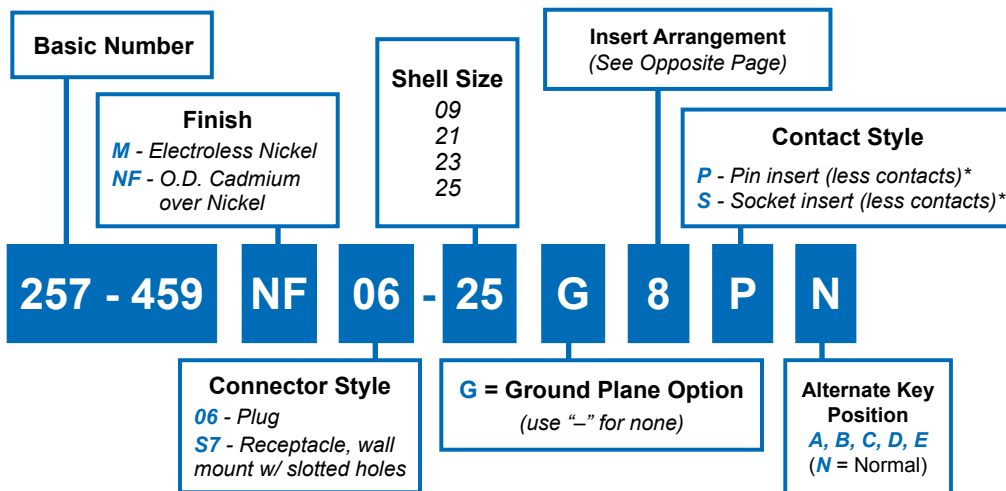 Basic Number
Finish
M - Electroless Nickel
NF - O.D. Cadmium
over Nickel
Shell Size
09
21
23
25
Insert Arrangement
(See Opposite Page)
Contact Style
P - Pin insert (less contacts)*
S - Socket insert (less contacts)*
257 - 459 NF 06 - 25 G 8 P N
Connector Style
06 - Plug
S7 - Receptacle, wall
mount w/ slotted holes
G = Ground Plane Option
(use “–” for none)
Alternate Key
Position
A, B, C, D, E
(N = Normal)